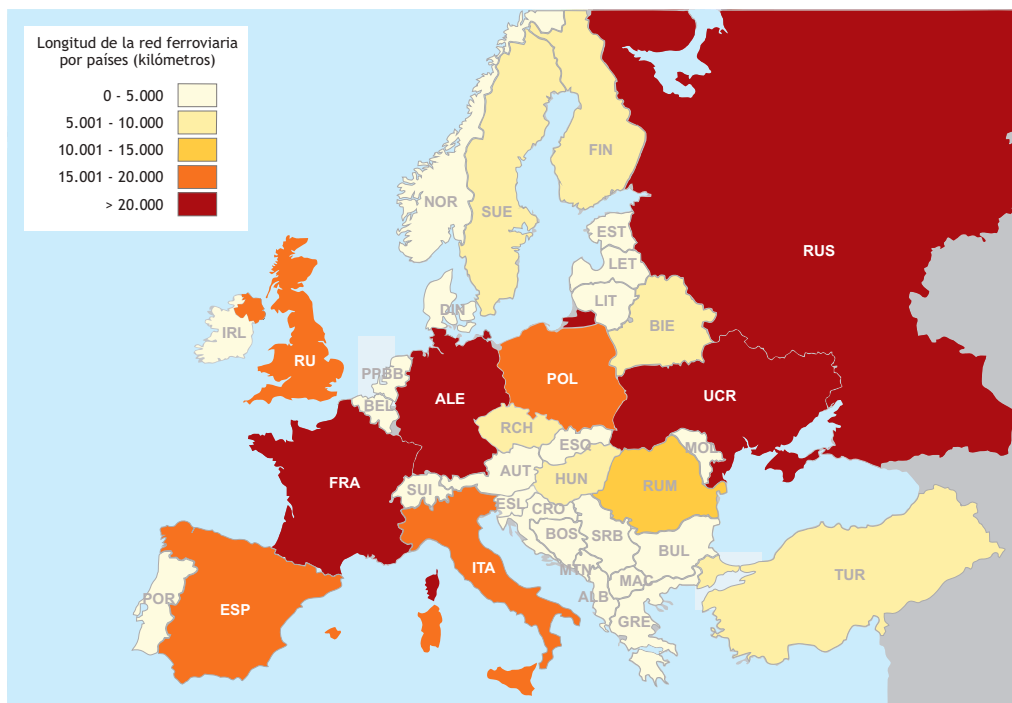 Longitud de la red ferroviaria
por países (kilómetros)
0 - 5.000
5.001 - 10.000
10.001 - 15.000
15.001 - 20.000
> 20.000
FIN
NOR
SUE
EST
RUS
LET
LIT
DIN
BIE
IRL
RU
PPBB
POL
ALE
UCR
BEL
RCH
ESQ
MOL
AUT
FRA
SUI
HUN
RUM
ESL
CRO
BOS
SRB
BUL
ITA
MTN
TUR
MAC
ALB
POR
ESP
GRE